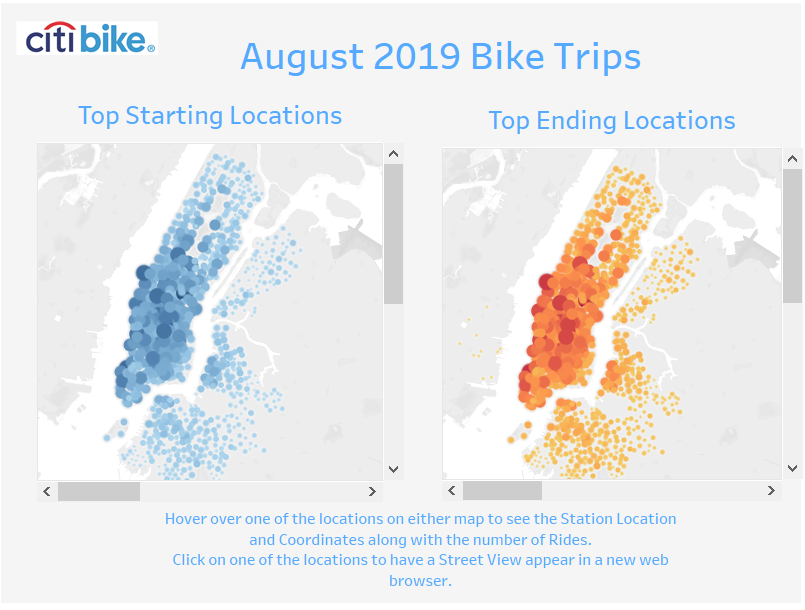 citi bike®
August 2019 Bike Trips
Top Starting Locations
Top Ending Locations
Hover over one of the locations on either map to see the Station Location
and Coordinates along with the number of Rides.
Click on one of the locations to have a Street View appear in a new web
browser.